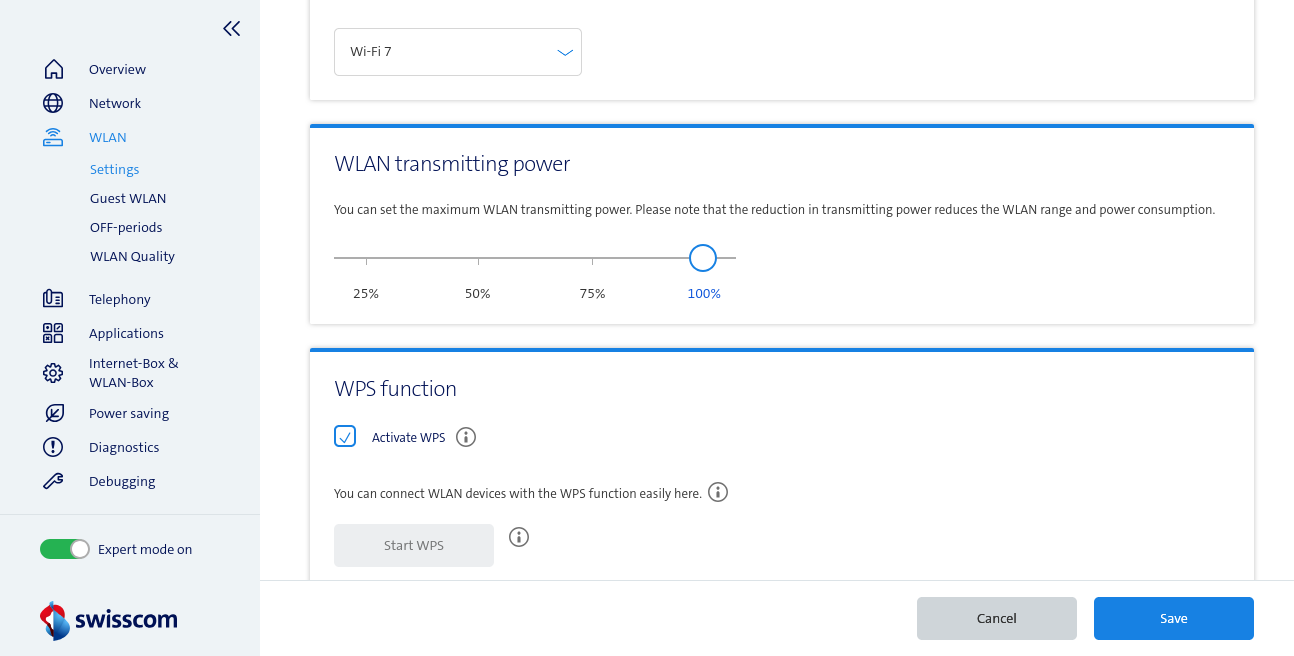 Overview
Network
WLAN
Settings
Guest WLAN
OFF-periods
WLAN Quality
Telephony
Applications
Internet-Box &
WLAN-Box
Power saving
Diagnostics
Debugging
Expert mode on
swisscom
Wi-Fi 7
WLAN transmitting power
You can set the maximum WLAN transmitting power. Please note that the reduction in transmitting power reduces the WLAN range and power consumption.
25% 50% 75% 100%
WPS function
Activate WPS
You can connect WLAN devices with the WPS function easily here.
Start WPS
Cancel Save